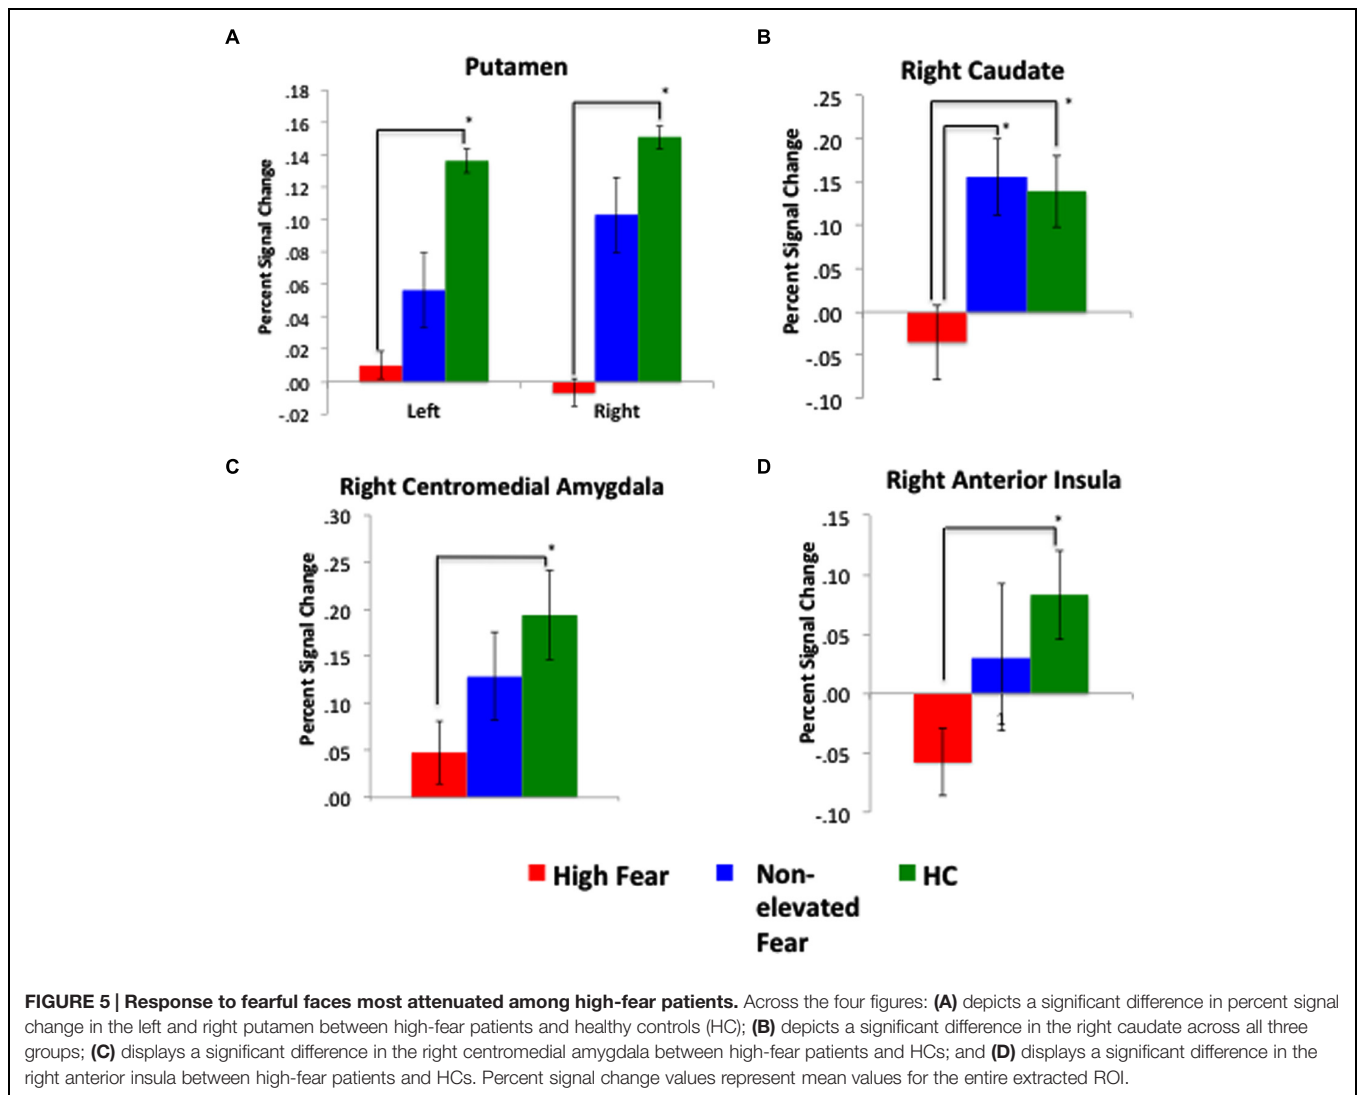 A
Putamen
Percent Signal Change
.18
.16
.14
.12
.10
.08
.06
.04
.02
.00
-.02
*
*
Left
Right
B
Right Caudate
Percent Signal Change
.25
.20
.15
.10
.05
.00
-.05
-.10
*
*
C
Right Centromedial Amygdala
Percent Signal Change
.30
.25
.20
.15
.10
.05
.00
*
D
Right Anterior Insula
Percent Signal Change
.15
.10
.05
.00
-.05
-.10
*
High Fear
Non-
elevated
Fear
HC
FIGURE 5 | Response to fearful faces most attenuated among high-fear patients. Across the four figures: (A) depicts a significant difference in percent signal
change in the left and right putamen between high-fear patients and healthy controls (HC); (B) depicts a significant difference in the right caudate across all three
groups; (C) displays a significant difference in the right centromedial amygdala between high-fear patients and HCs; and (D) displays a significant difference in the
right anterior insula between high-fear patients and HCs. Percent signal change values represent mean values for the entire extracted ROI.